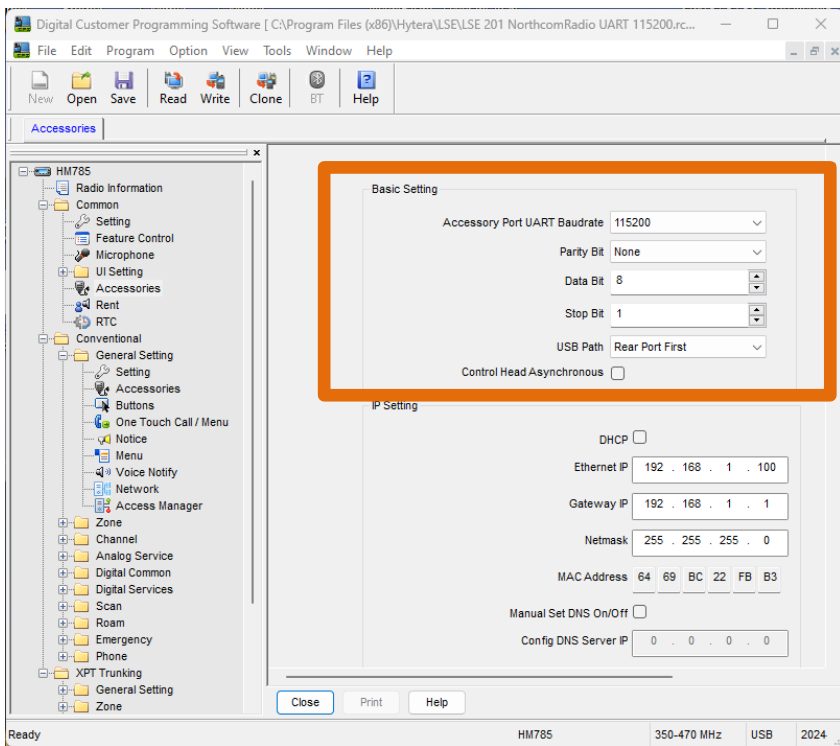 Digital Customer Programming Software [ C:\Program Files (x86)\Hytera\LSE\LSE 201 NorthcomRadio UART 115200.rc...
File Edit Program Option View Tools Window Help
New Open Save Read Write Clone BT Help
Accessories
HM785
Radio Information
Common
Setting
Feature Control
Microphone
UI Setting
Accessories
Rent
RTC
Conventional
General Setting
Setting
Accessories
Buttons
One Touch Call / Menu
Notice
Menu
Voice Notify
Network
Access Manager
Zone
Channel
Analog Service
Digital Common
Digital Services
Scan
Roam
Emergency
Phone
XPT Trunking
General Setting
Zone
Basic Setting
Accessory Port UART Baudrate 115200
Parity Bit None
Data Bit 8
Stop Bit 1
USB Path Rear Port First
Control Head Asynchronous
IP Setting
DHCP
Ethernet IP 192 . 168 . 1 . 100
Gateway IP 192 . 168 . 1 . 1
Netmask 255 . 255 . 255 . 0
MAC Address 64 69 BC 22 FB B3
Manual Set DNS On/Off
Config DNS Server IP 0 . 0 . 0 . 0
Close Print Help
Ready HM785 350-470 MHz USB 2024